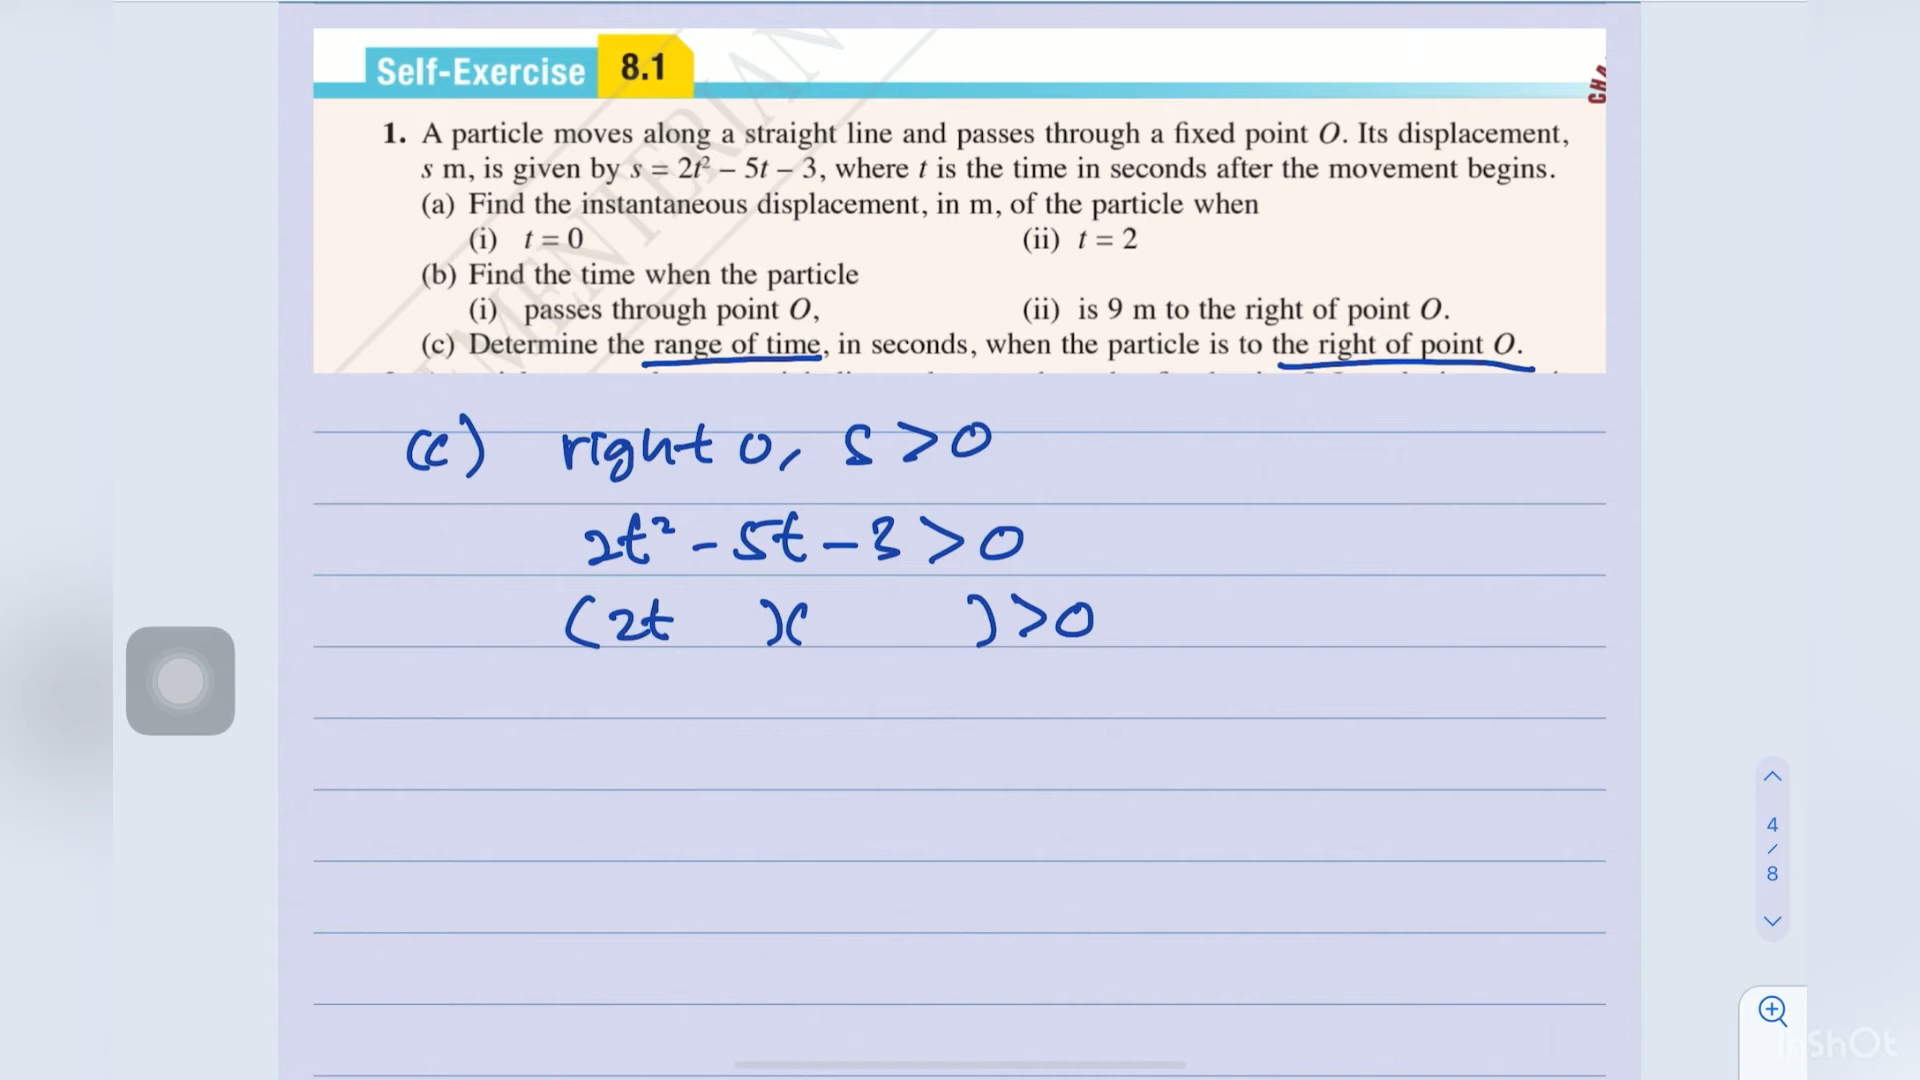 Self-Exercise 8.1
CHA
1. A particle moves along a straight line and passes through a fixed point O. Its displacement,
s m, is given by s = 2t² – 5t – 3, where t is the time in seconds after the movement begins.
(a) Find the instantaneous displacement, in m, of the particle when
(i) t = 0 (ii) t = 2
(b) Find the time when the particle
(i) passes through point O, (ii) is 9 m to the right of point O.
(c) Determine the range of time, in seconds, when the particle is to the right of point O.
(c) right 0, s>0
2t² - 5t - 3 > 0
(2t )( ) > 0
4
/
8
InShOt
MENTERIAN